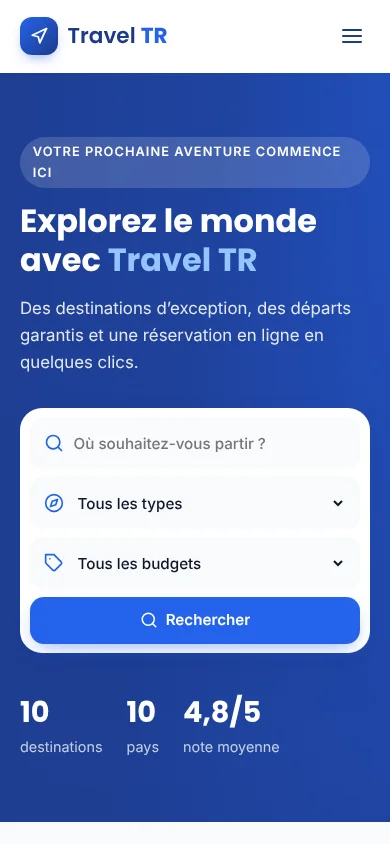 Travel TR
VOTRE PROCHAINE AVENTURE COMMENCE
ICI
Explorez le monde
avec Travel TR
Des destinations d’exception, des départs
garantis et une réservation en ligne en
quelques clics.
Où souhaitez-vous partir ?
Tous les types
Tous les budgets
Rechercher
10 10 4,8/5
destinations pays note moyenne